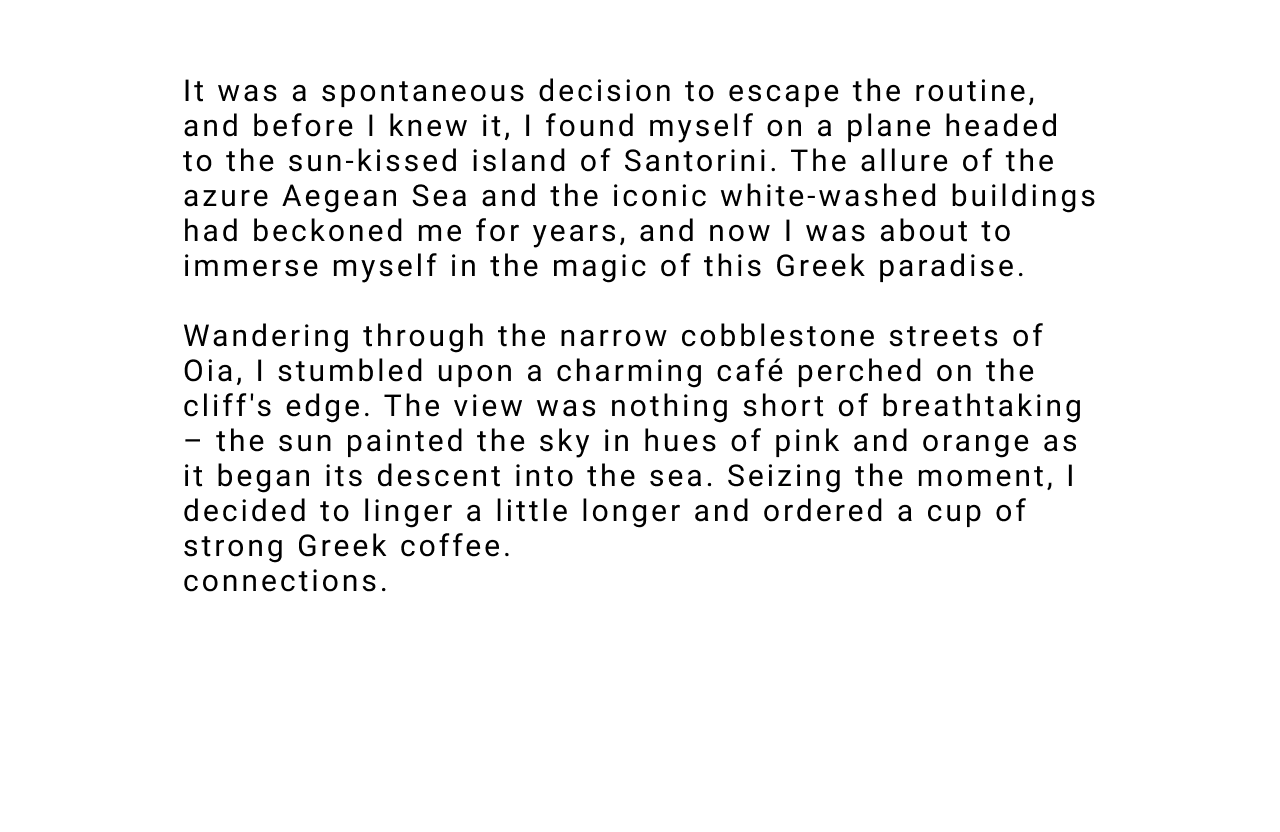 It was a spontaneous decision to escape the routine,
and before I knew it, I found myself on a plane headed
to the sun-kissed island of Santorini. The allure of the
azure Aegean Sea and the iconic white-washed buildings
had beckoned me for years, and now I was about to
immerse myself in the magic of this Greek paradise.

Wandering through the narrow cobblestone streets of
Oia, I stumbled upon a charming café perched on the
cliff's edge. The view was nothing short of breathtaking
– the sun painted the sky in hues of pink and orange as
it began its descent into the sea. Seizing the moment, I
decided to linger a little longer and ordered a cup of
strong Greek coffee.
connections.